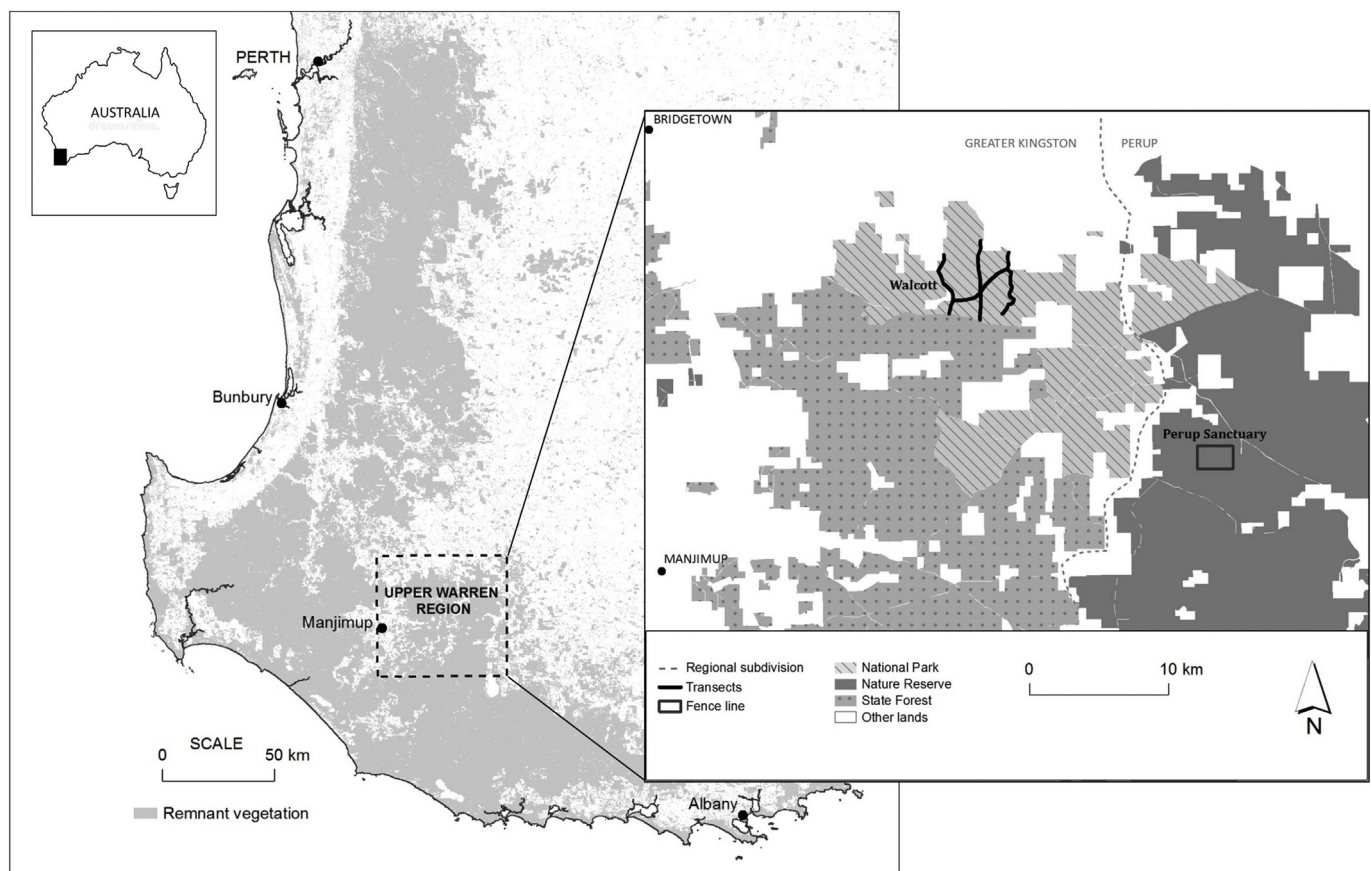 PERTH
AUSTRALIA
Bunbury
UPPER WARREN
REGION
Manjimup
SCALE
0 50 km
Remnant vegetation
Albany
BRIDGETOWN
GREATER KINGSTON PERUP
Walcott
Perup Sanctuary
MANJIMUP
Regional subdivision
Transects
Fence line
National Park
Nature Reserve
State Forest
Other lands
0 10 km
N